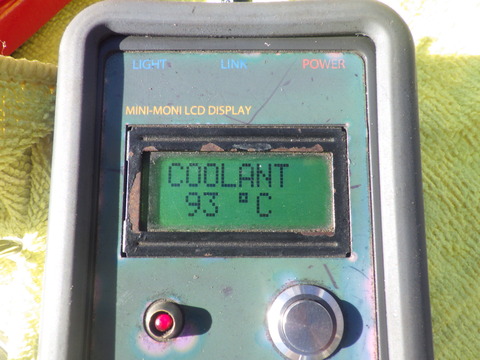 LIGHT LINK POWER
MINI-MONI LCD DISPLAY
COOLANT
93 °C